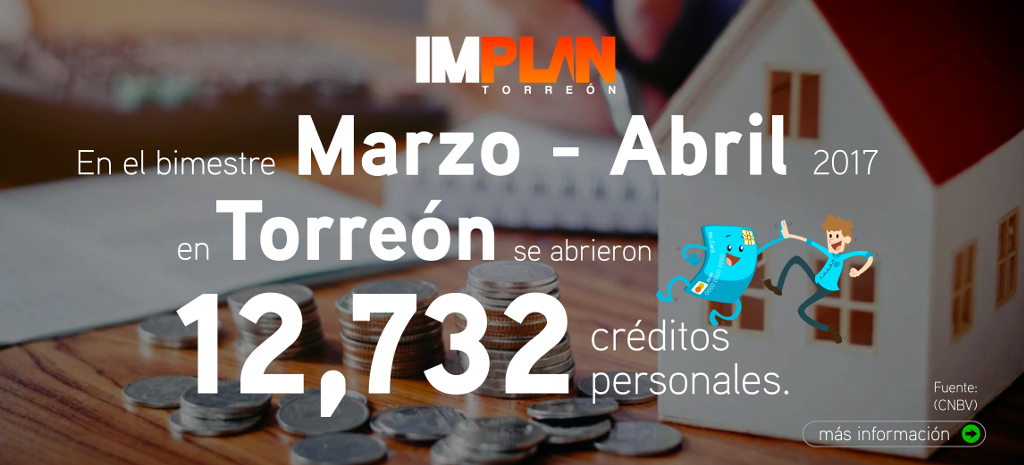 IMPLAN
TORREÓN
En el bimestre Marzo - Abril 2017
en Torreón se abrieron
12,732 créditos
personales.
Fuente:
(CNBV)
más información